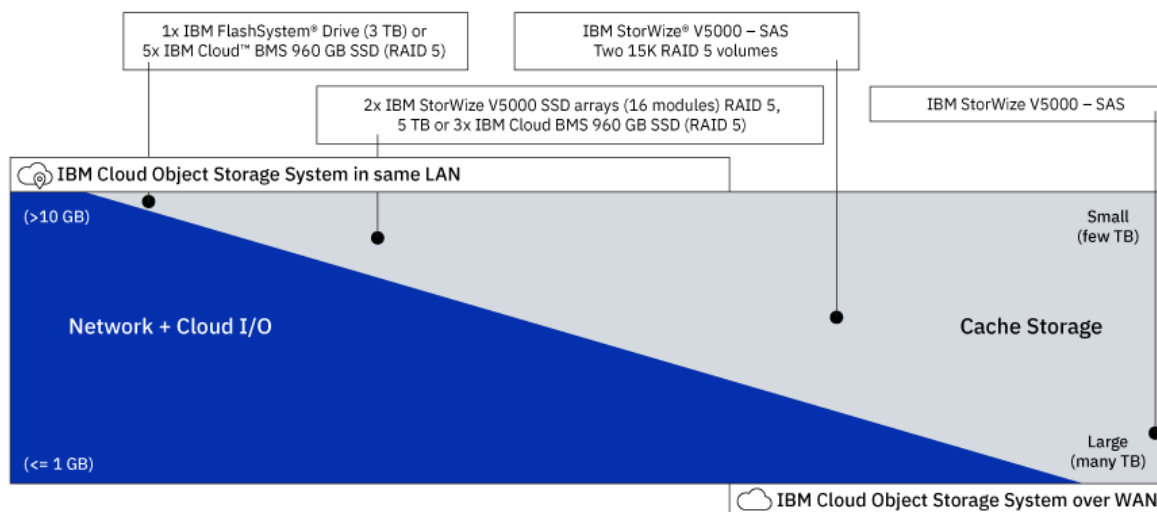 1x IBM FlashSystem® Drive (3 TB) or
5x IBM Cloud™ BMS 960 GB SSD (RAID 5)
IBM StorWize® V5000 – SAS
Two 15K RAID 5 volumes
2x IBM StorWize V5000 SSD arrays (16 modules) RAID 5,
5 TB or 3x IBM Cloud BMS 960 GB SSD (RAID 5)
IBM StorWize V5000 – SAS
IBM Cloud Object Storage System in same LAN
(>10 GB)
Small
(few TB)
Network + Cloud I/O
Cache Storage
(<= 1 GB)
Large
(many TB)
IBM Cloud Object Storage System over WAN